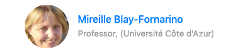 Mireille Blay-Fornarino
Professor, (Université Côte d'Azur)